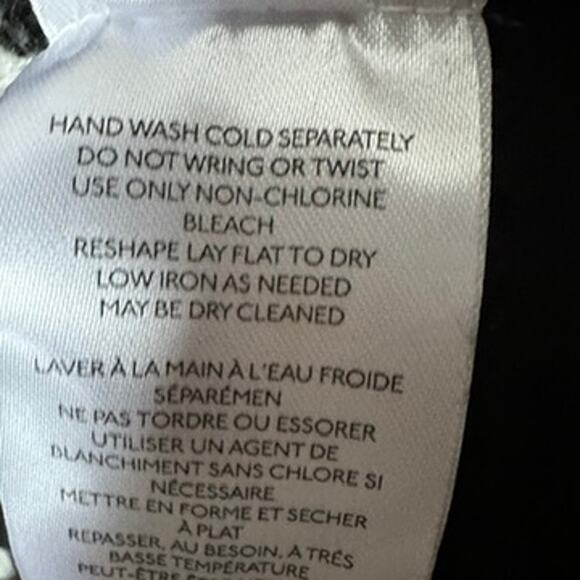 HAND WASH COLD SEPARATELY
DO NOT WRING OR TWIST
USE ONLY NON-CHLORINE
BLEACH
RESHAPE LAY FLAT TO DRY
LOW IRON AS NEEDED
MAY BE DRY CLEANED
LAVER À LA MAIN À L'EAU FROIDE
SÉPARÉMEN
NE PAS TORDRE OU ESSORER
UTILISER UN AGENT DE
BLANCHIMENT SANS CHLORE SI
NÉCESSAIRE
METTRE EN FORME ET SECHER
À PLAT
REPASSER, AU BESOIN, A TRÉS
BASSE TEMPÉRATURE
PEUT-ÊTRE